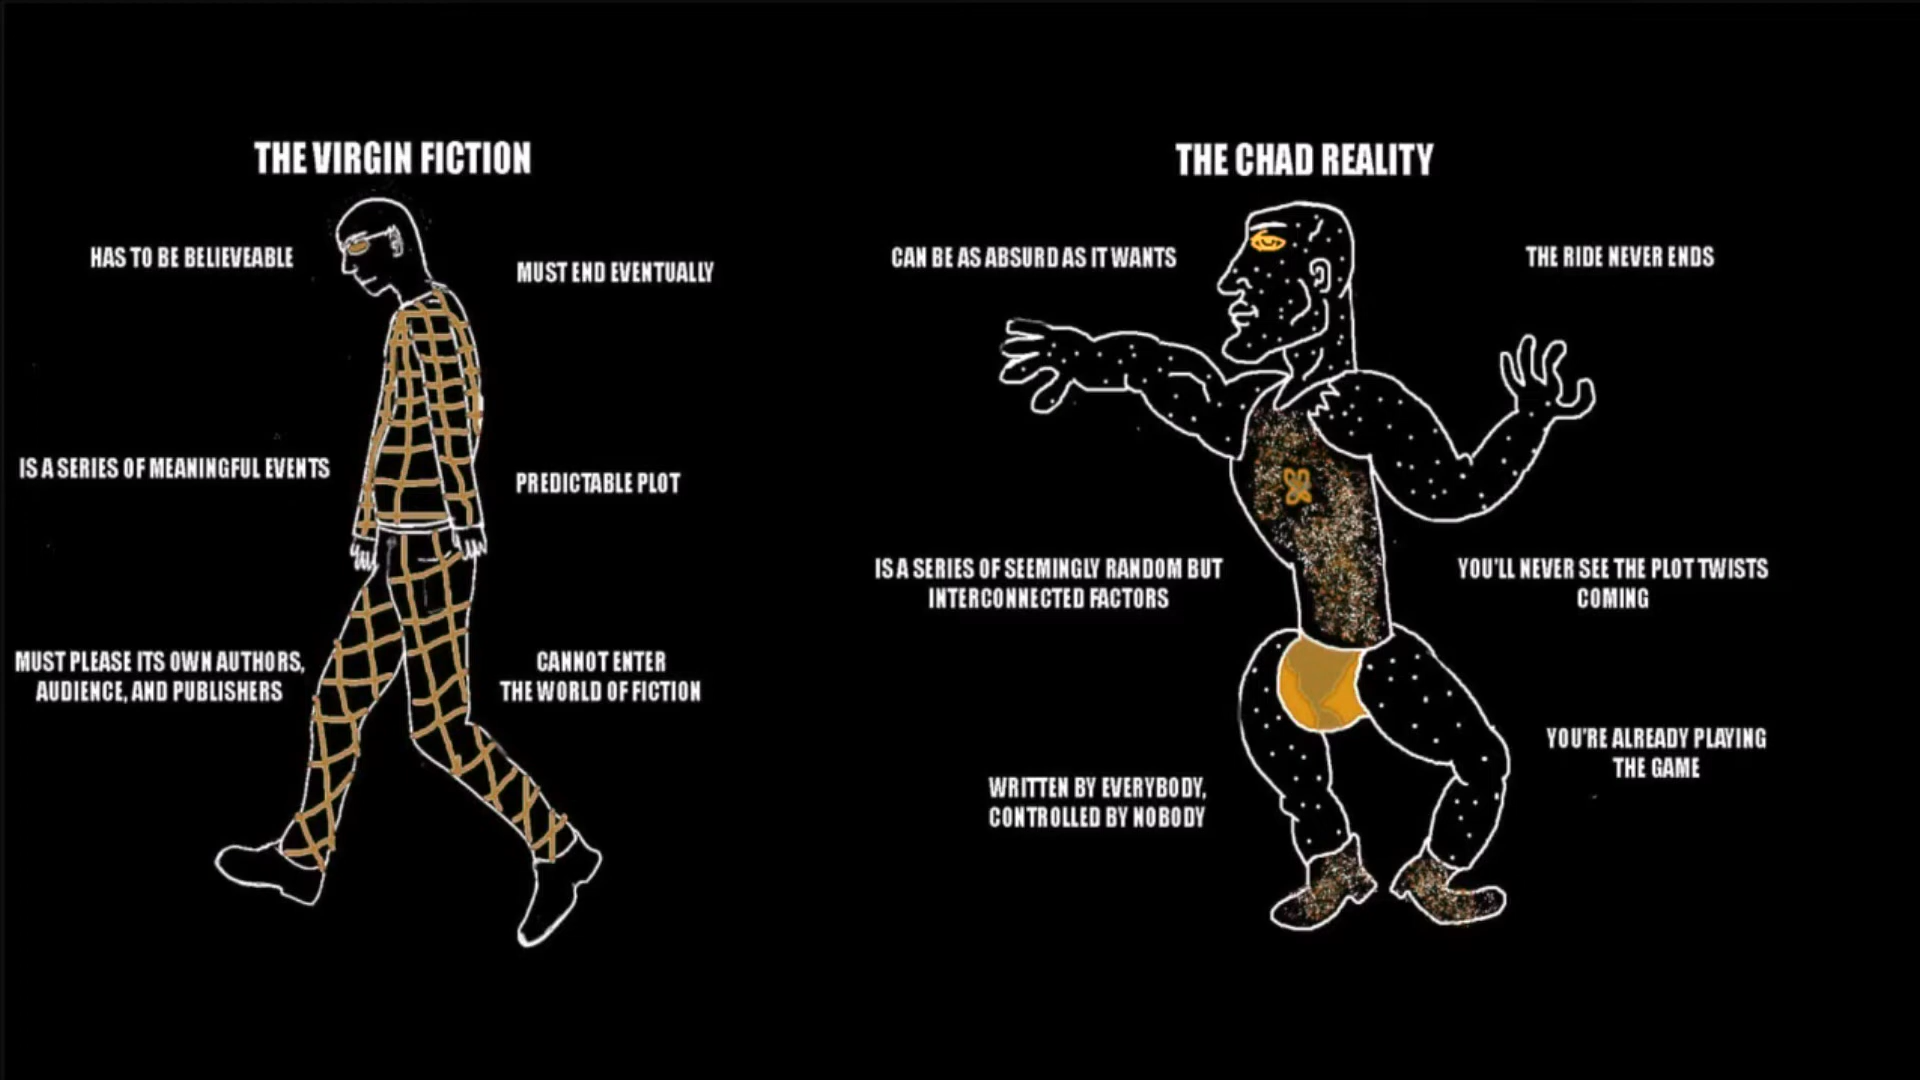 THE VIRGIN FICTION
HAS TO BE BELIEVEABLE
MUST END EVENTUALLY
IS A SERIES OF MEANINGFUL EVENTS
PREDICTABLE PLOT
MUST PLEASE ITS OWN AUTHORS,
AUDIENCE, AND PUBLISHERS
CANNOT ENTER
THE WORLD OF FICTION
THE CHAD REALITY
CAN BE AS ABSURD AS IT WANTS
THE RIDE NEVER ENDS
IS A SERIES OF SEEMINGLY RANDOM BUT
INTERCONNECTED FACTORS
YOU'LL NEVER SEE THE PLOT TWISTS
COMING
WRITTEN BY EVERYBODY,
CONTROLLED BY NOBODY
YOU'RE ALREADY PLAYING
THE GAME